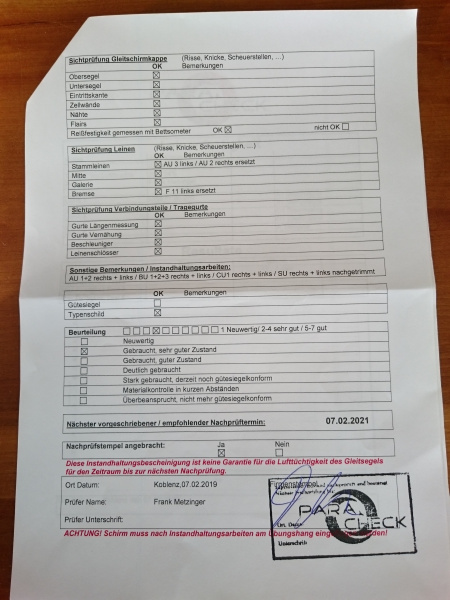 Sichtprüfung Gleitschirmkappe (Risse, Knicke, Scheuerstellen, ...)
OK Bemerkungen
Obersegel ☒
Untersegel ☒
Eintrittskante ☒
Zellwände ☒
Nähte ☒
Flairs ☒
Reißfestigkeit gemessen mit Bettsometer OK ☒ nicht OK ☐
Sichtprüfung Leinen (Risse, Knicke, Scheuerstellen, ...)
OK Bemerkungen
Stammleinen ☒ AU 3 links / AU 2 rechts ersetzt
Mitte ☒
Galerie ☒
Bremse ☒ F 11 links ersetzt
Sichtprüfung Verbindungsteile / Tragegurte
OK Bemerkungen
Gurte Längenmessung ☒
Gurte Vernähung ☒
Beschleuniger ☒
Leinenschlösser ☒
Sonstige Bemerkungen / Instandhaltungsarbeiten:
AU 1+2 rechts + links / BU 1+2+3 rechts + links / CU1 rechts + links / SU rechts + links nachgetrimmt
OK Bemerkungen
Gütesiegel ☐
Typenschild ☒
Beurteilung ☐☐☐☒☐☐☐☐☐☐ 1 Neuwertig/ 2-4 sehr gut / 5-7 gut
☐ Neuwertig
☒ Gebraucht, sehr guter Zustand
☐ Gebraucht, guter Zustand
☐ Deutlich gebraucht
☐ Stark gebraucht, derzeit noch gütesiegelkonform
☐ Materialkontrolle in kurzen Abständen
☐ Überbeansprucht, nicht mehr gütesiegelkonform
Nächster vorgeschriebener / empfohlender Nachprüftermin: 07.02.2021
Nachprüfstempel angebracht: Ja Nein
☒ ☐
Diese Instandhaltungsbescheinigung ist keine Garantie für die Lufttüchtigkeit des Gleitsegels
für den Zeitraum bis zur nächsten Nachprüfung.
Ort Datum: Koblenz,07.02.2019
Prüfer Name: Frank Metzinger
Prüfer Unterschrift:
PARA CHECK
Unterschrift
ACHTUNG! Schirm muss nach Instandhaltungsarbeiten am Übungshang